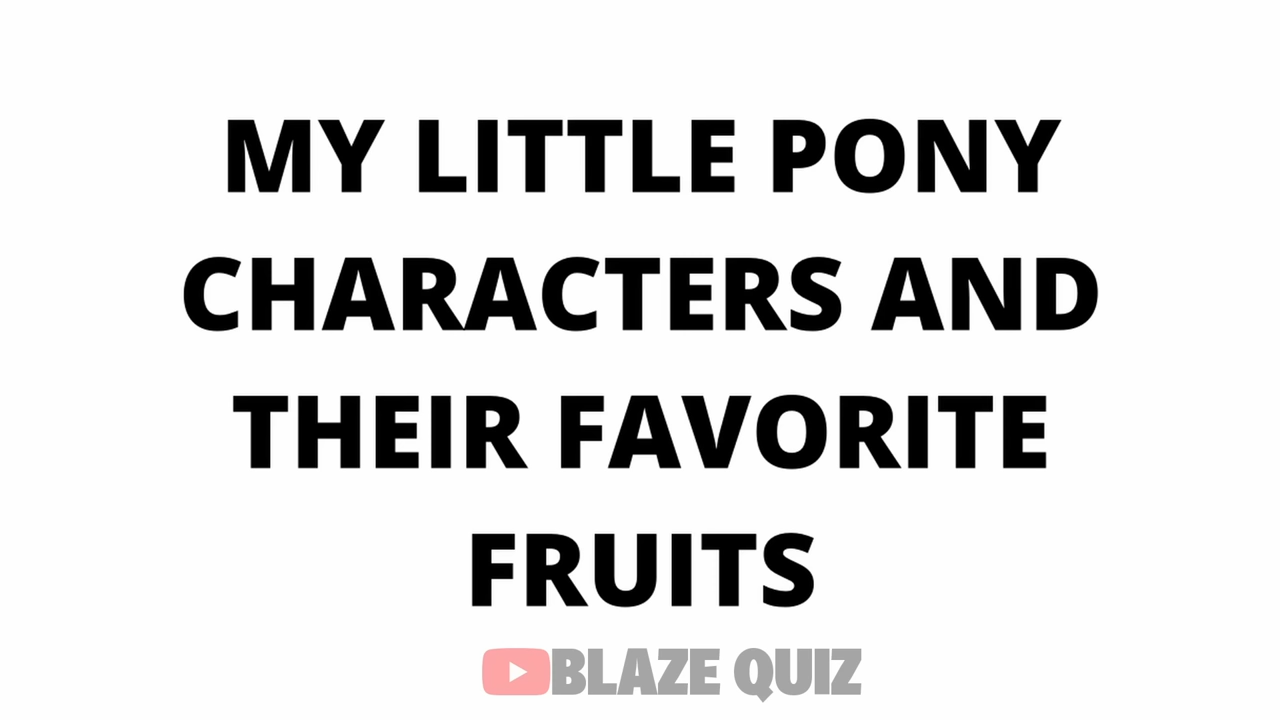 MY LITTLE PONY
CHARACTERS AND
THEIR FAVORITE
FRUITS
BLAZE QUIZ